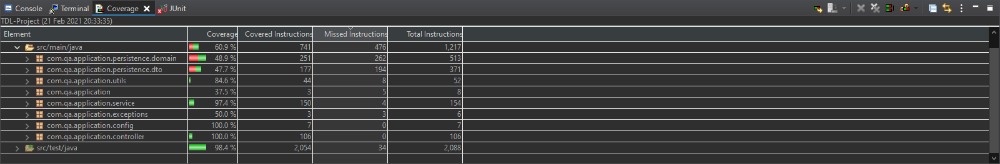 Console Terminal Coverage JUnit
TDL-Project (21 Feb 2021 20:33:35)
Element Coverage Covered Instructions Missed Instructions Total Instructions
src/main/java 60.9 % 741 476 1,217
com.qa.application.persistence.domain 48.9 % 251 262 513
com.qa.application.persistence.dto 47.7 % 177 194 371
com.qa.application.utils 84.6 % 44 8 52
com.qa.application 37.5 % 3 5 8
com.qa.application.service 97.4 % 150 4 154
com.qa.application.exceptions 50.0 % 3 3 6
com.qa.application.config 100.0 % 7 0 7
com.qa.application.controller 100.0 % 106 0 106
src/test/java 98.4 % 2,054 34 2,088